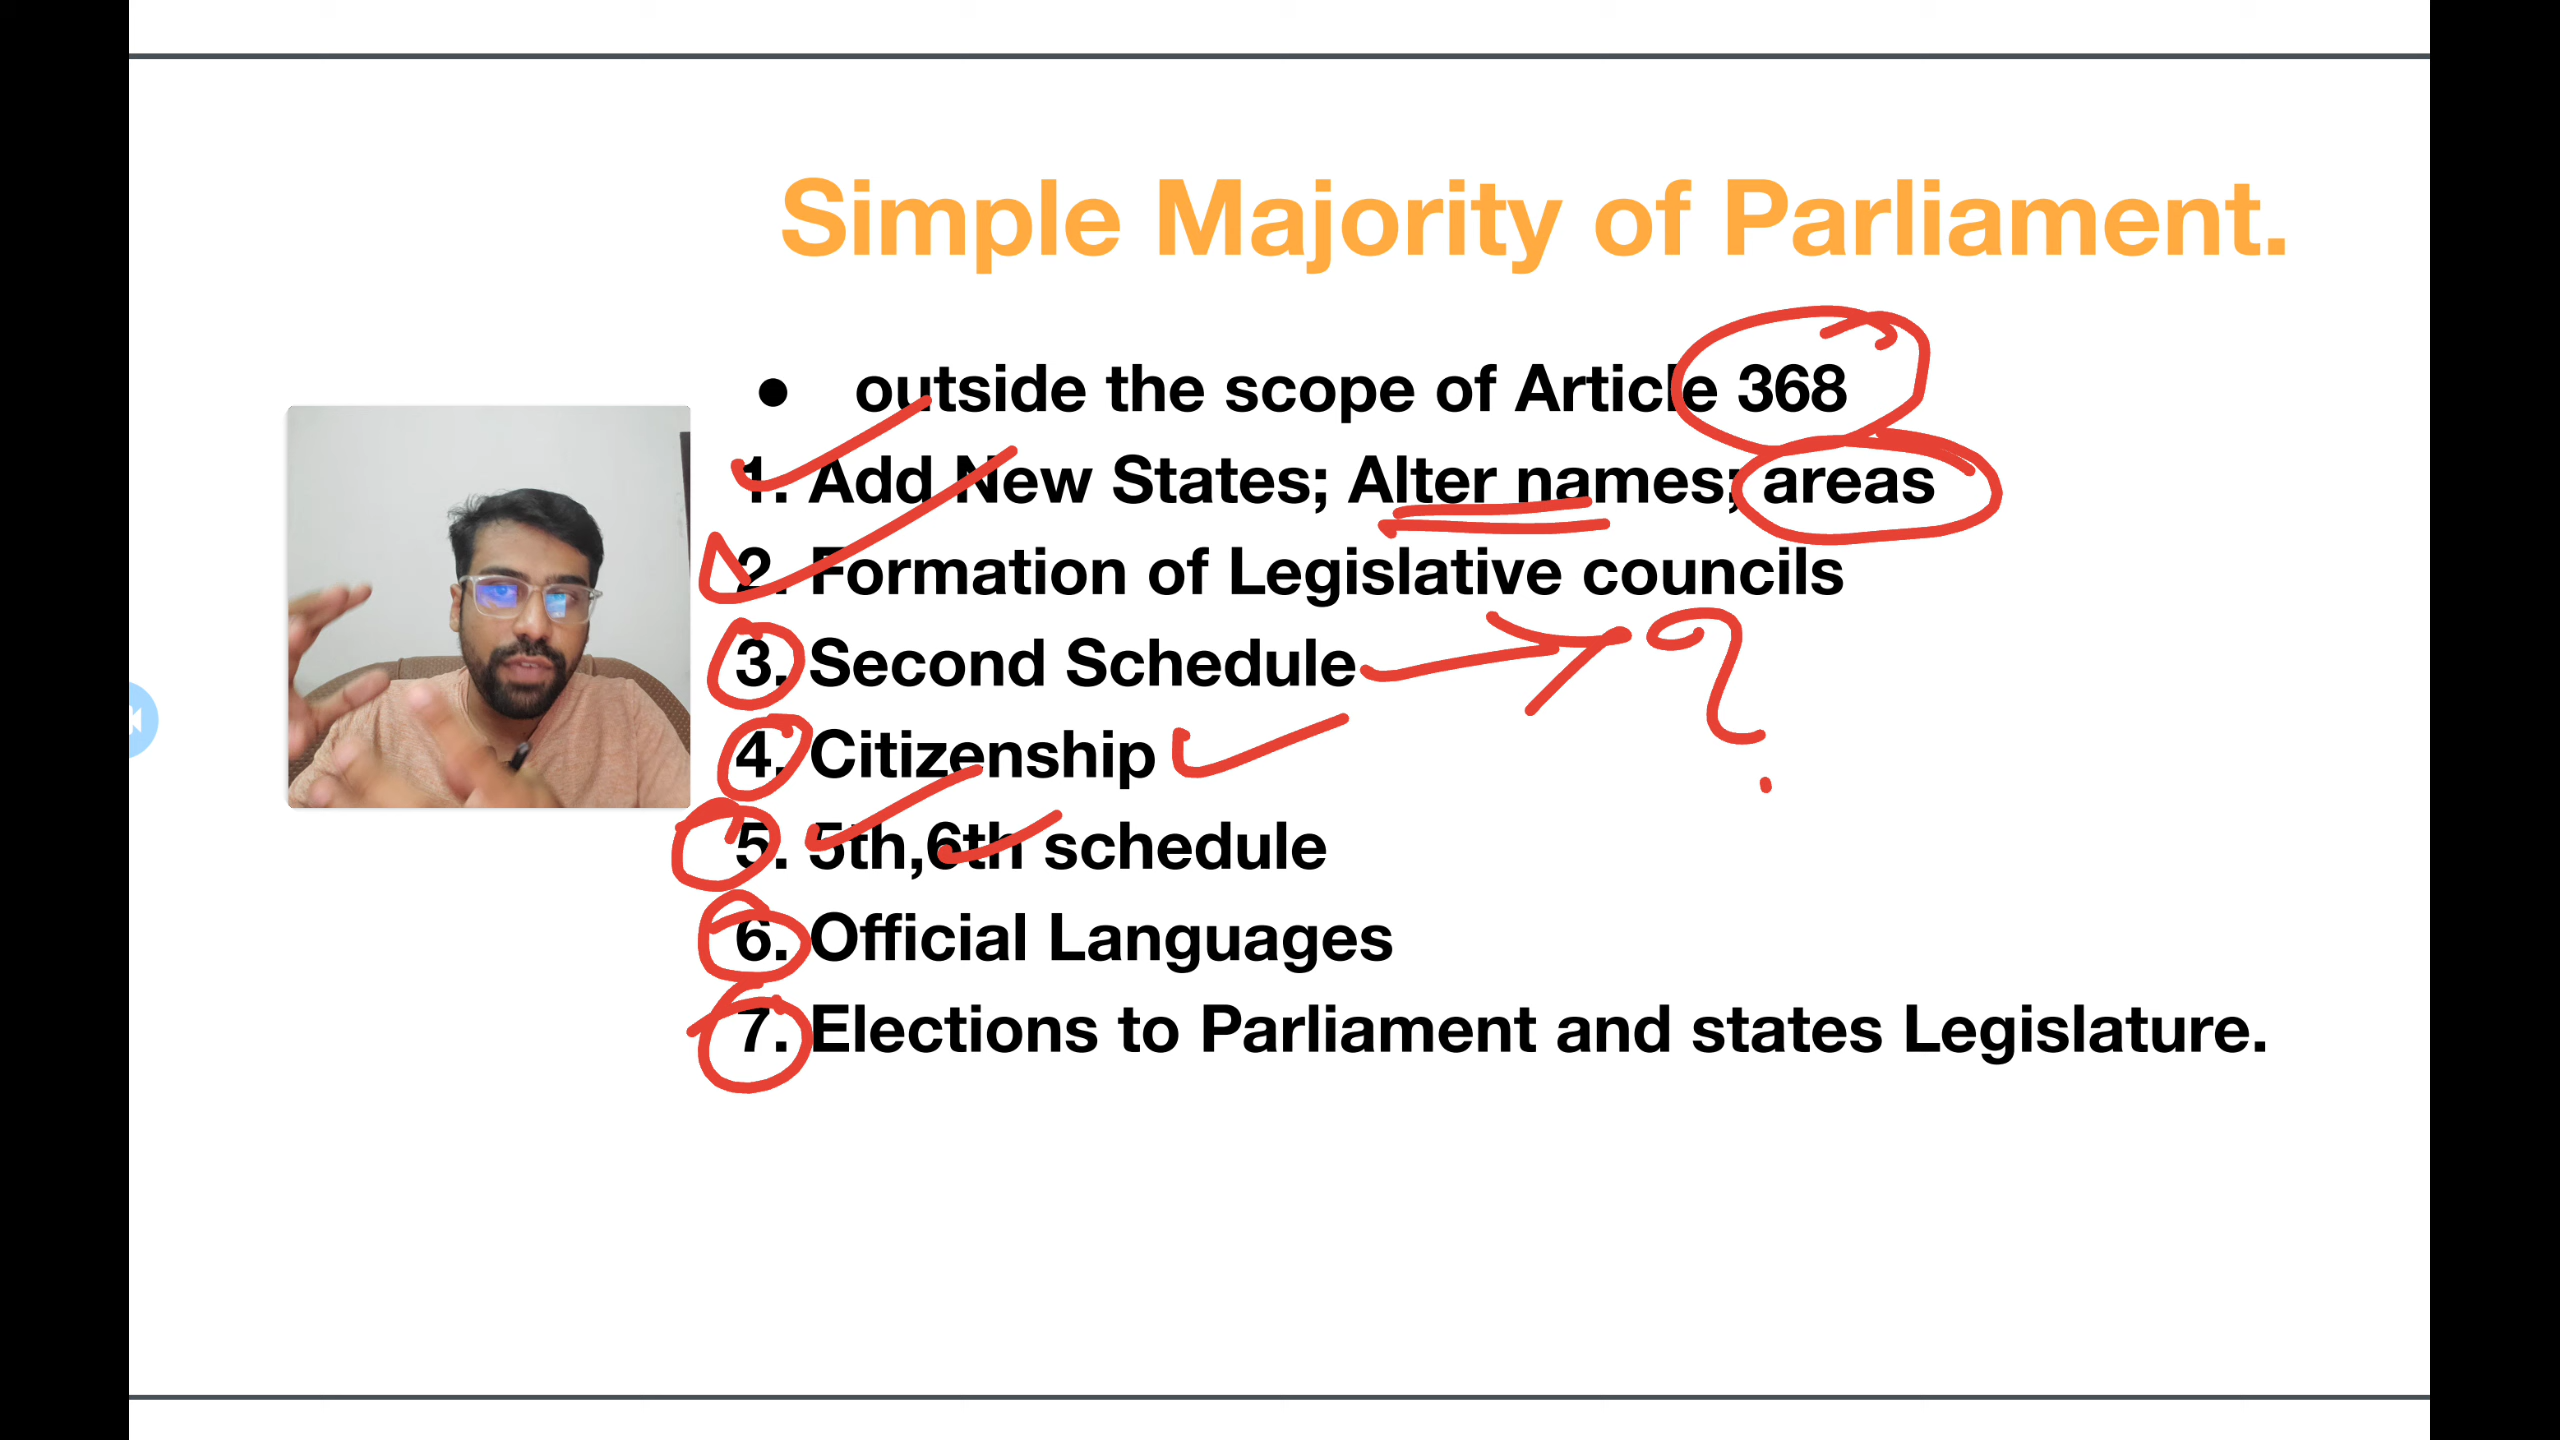 Simple Majority of Parliament.
● outside the scope of Article 368
1. Add New States; Alter names; areas
2. Formation of Legislative councils
3. Second Schedule ?
4. Citizenship
5. 5th,6th schedule
6. Official Languages
7. Elections to Parliament and states Legislature.